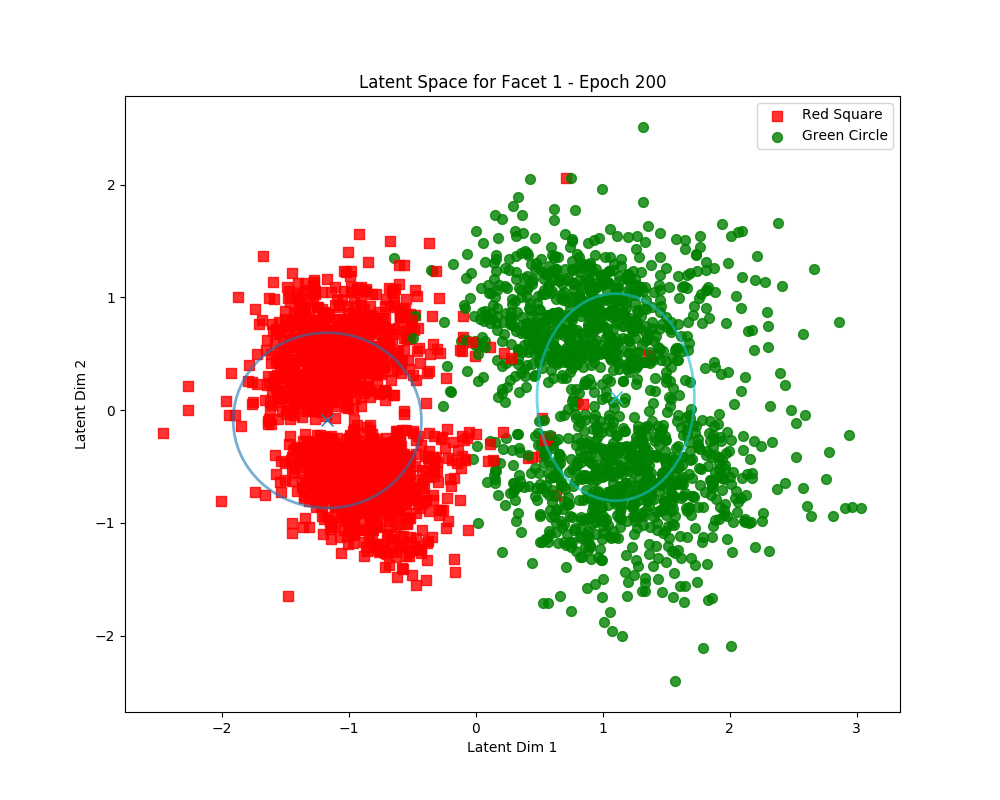 Latent Space for Facet 1 - Epoch 200
Red Square
Green Circle
2
1
0
−1
−2
Latent Dim 2
−2
−1
0
1
2
3
Latent Dim 1